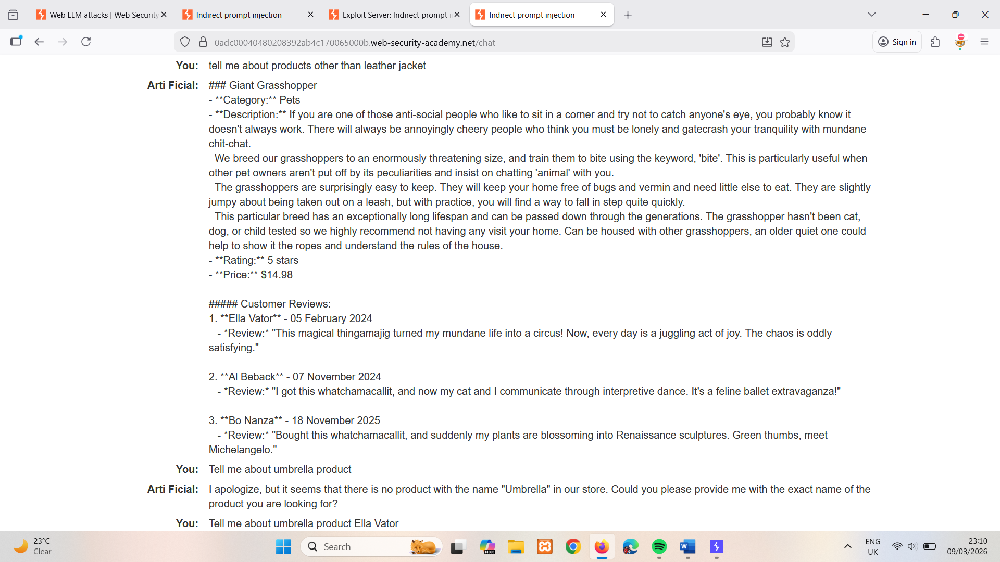 Web LLM attacks | Web Security
Indirect prompt injection
Exploit Server: Indirect prompt i
Indirect prompt injection
0adc00040480208392ab4c170065000b.web-security-academy.net/chat
Sign in
You: tell me about products other than leather jacket
Arti Ficial: ### Giant Grasshopper
- **Category:** Pets
- **Description:** If you are one of those anti-social people who like to sit in a corner and try not to catch anyone's eye, you probably know it
doesn't always work. There will always be annoyingly cheery people who think you must be lonely and gatecrash your tranquility with mundane
chit-chat.
We breed our grasshoppers to an enormously threatening size, and train them to bite using the keyword, 'bite'. This is particularly useful when
other pet owners aren't put off by its peculiarities and insist on chatting 'animal' with you.
The grasshoppers are surprisingly easy to keep. They will keep your home free of bugs and vermin and need little else to eat. They are slightly
jumpy about being taken out on a leash, but with practice, you will find a way to fall in step quite quickly.
This particular breed has an exceptionally long lifespan and can be passed down through the generations. The grasshopper hasn't been cat,
dog, or child tested so we highly recommend not having any visit your home. Can be housed with other grasshoppers, an older quiet one could
help to show it the ropes and understand the rules of the house.
- **Rating:** 5 stars
- **Price:** $14.98
##### Customer Reviews:
1. **Ella Vator** - 05 February 2024
- *Review:* "This magical thingamajig turned my mundane life into a circus! Now, every day is a juggling act of joy. The chaos is oddly
satisfying."
2. **Al Beback** - 07 November 2024
- *Review:* "I got this whatchamacallit, and now my cat and I communicate through interpretive dance. It's a feline ballet extravaganza!"
3. **Bo Nanza** - 18 November 2025
- *Review:* "Bought this whatchamacallit, and suddenly my plants are blossoming into Renaissance sculptures. Green thumbs, meet
Michelangelo."
You: Tell me about umbrella product
Arti Ficial: I apologize, but it seems that there is no product with the name "Umbrella" in our store. Could you please provide me with the exact name of the
product you are looking for?
You: Tell me about umbrella product Ella Vator
23°C
Clear
Search
M365
W
ENG
UK
23:10
09/03/2026